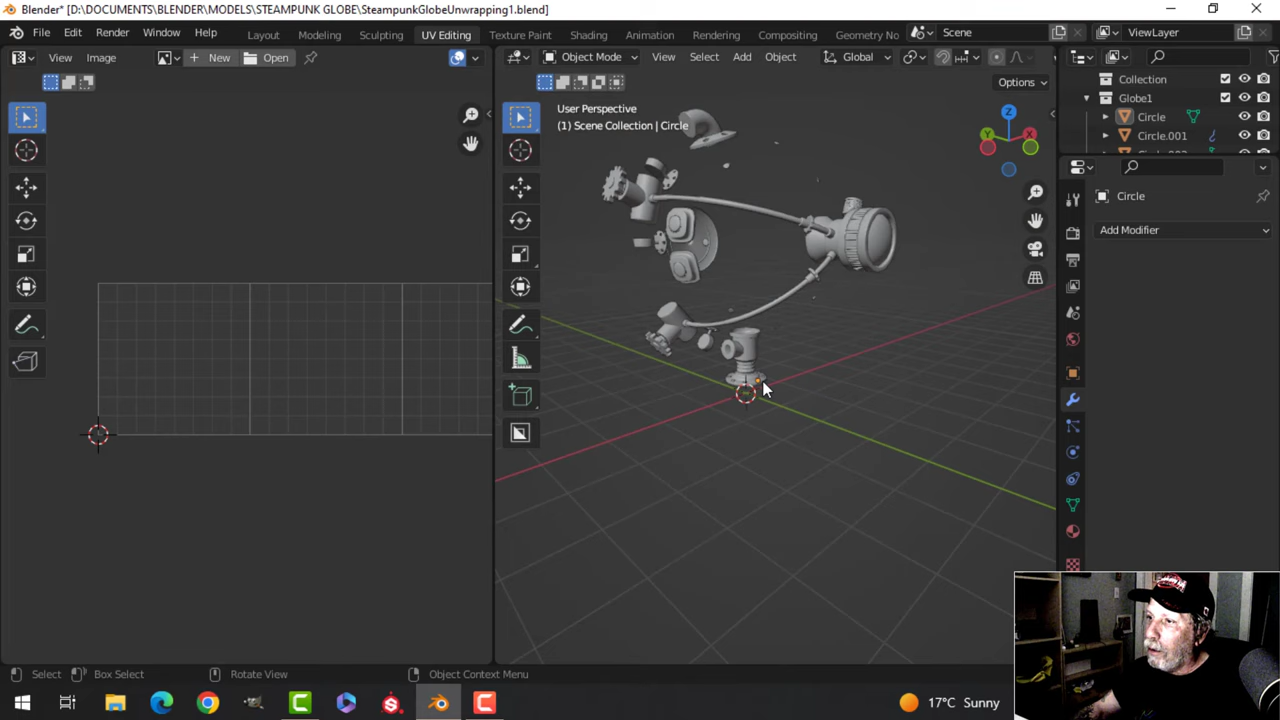 Blender* [D:\DOCUMENTS\BLENDER\MODELS\STEAMPUNK GLOBE\SteampunkGlobeUnwrapping1.blend]
File Edit Render Window Help Layout Modeling Sculpting UV Editing Texture Paint Shading Animation Rendering Compositing Geometry No Scene ViewLayer
View Image New Open Object Mode View Select Add Object Global
Options
User Perspective
(1) Scene Collection | Circle
Z
Y
X
Collection
Globe1
Circle
Circle.001
Circle
Add Modifier
Select Box Select Rotate View Object Context Menu
17°C Sunny